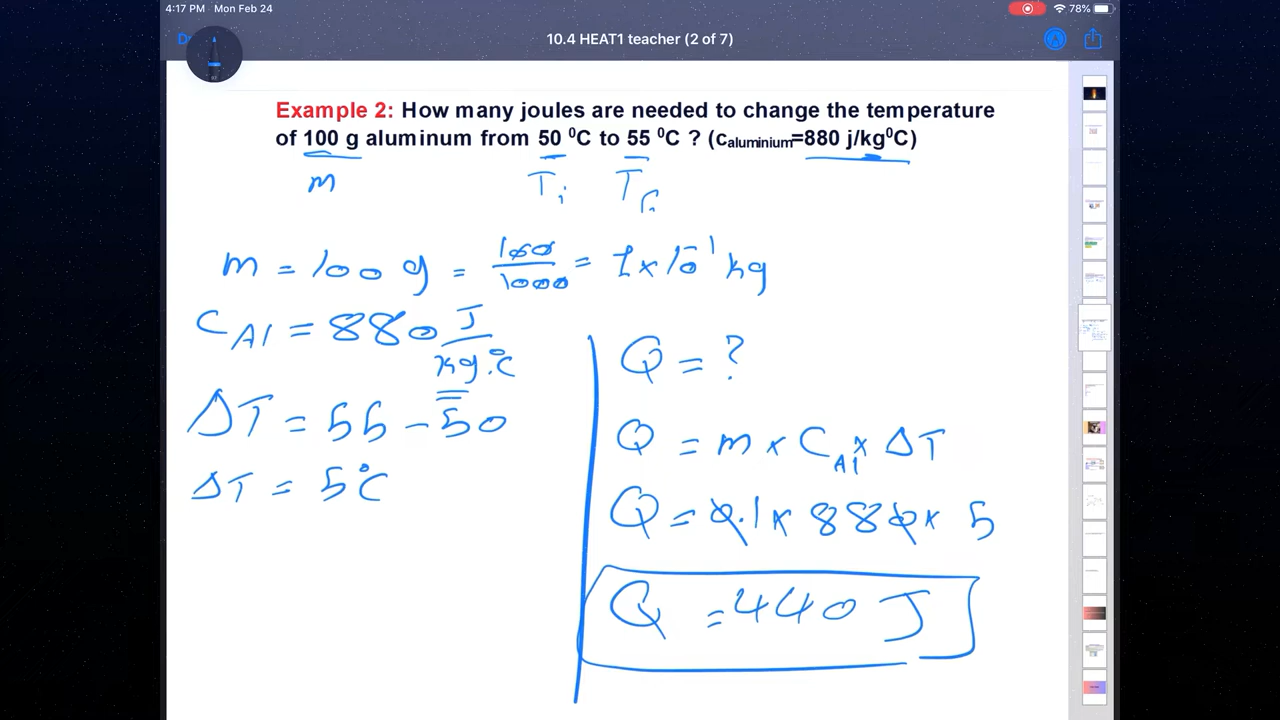 4:17 PM Mon Feb 24
78%
10.4 HEAT1 teacher (2 of 7)
Example 2: How many joules are needed to change the temperature
of 100 g aluminum from 50 ⁰C to 55 ⁰C ? (caluminium=880 j/kg⁰C)
m Ti Tf
m = 100 g = 100/1000 = 1 x 10⁻¹ kg
C Al = 880 J/kg.°C
ΔT = 55 - 50
ΔT = 5°C
Q = ?
Q = m x C Al x ΔT
Q = 0.1 x 880 x 5
Q = 440 J